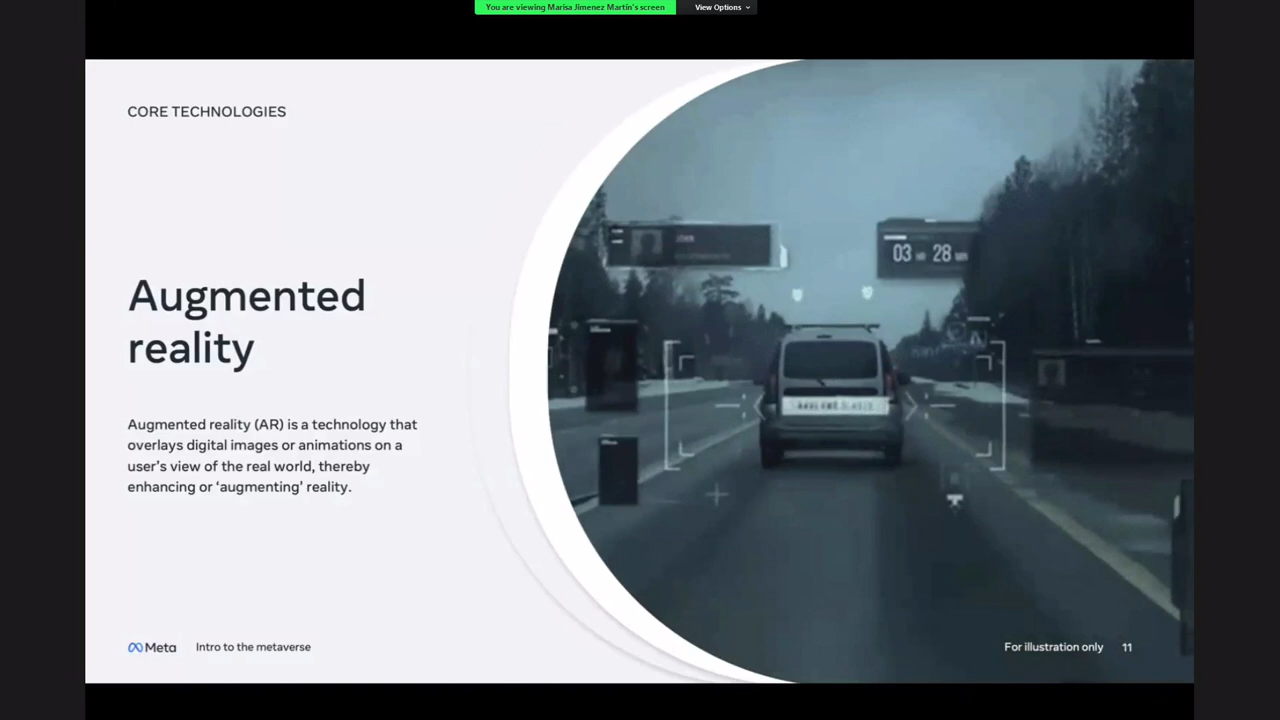 You are viewing Marisa Jimenez Martin's screen
View Options
CORE TECHNOLOGIES
Augmented
reality
Augmented reality (AR) is a technology that
overlays digital images or animations on a
user's view of the real world, thereby
enhancing or 'augmenting' reality.
03 28
Meta
Intro to the metaverse
For illustration only
11